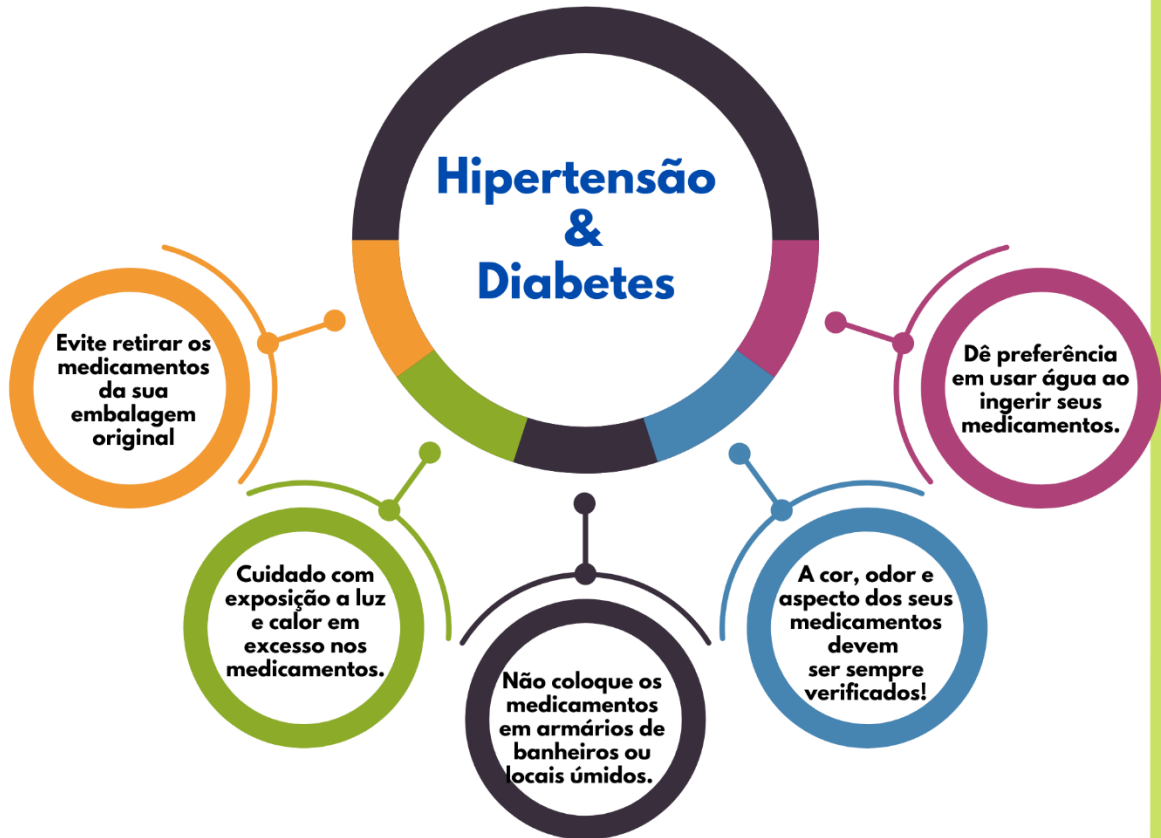 Hipertensão
&
Diabetes
Evite retirar os
medicamentos
da sua
embalagem
original
Cuidado com
exposição a luz
e calor em
excesso nos
medicamentos.
Não coloque os
medicamentos
em armários de
banheiros ou
locais úmidos.
A cor, odor e
aspecto dos seus
medicamentos
devem
ser sempre
verificados!
Dê preferência
em usar água ao
ingerir seus
medicamentos.